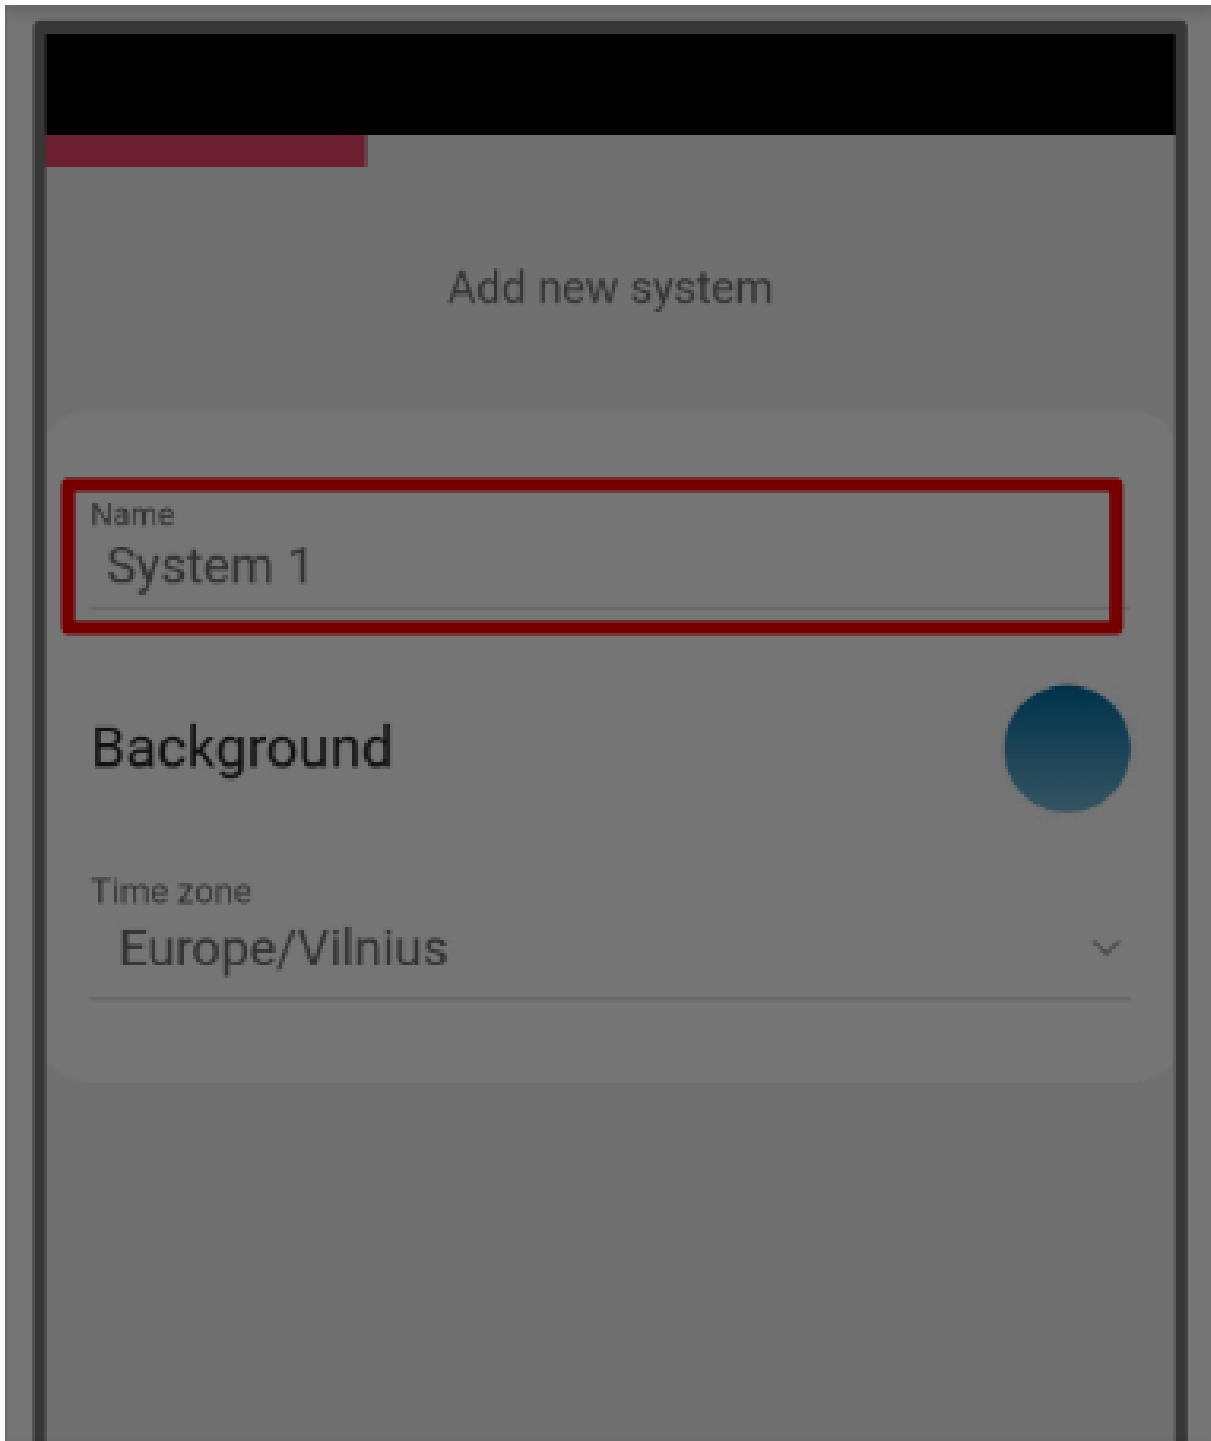 Add new system
Name
System 1
Background
Time zone
Europe/Vilnius